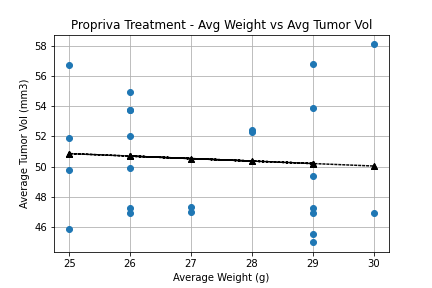 Propriva Treatment - Avg Weight vs Avg Tumor Vol
Average Tumor Vol (mm3)
58
56
54
52
50
48
46
25 26 27 28 29 30
Average Weight (g)